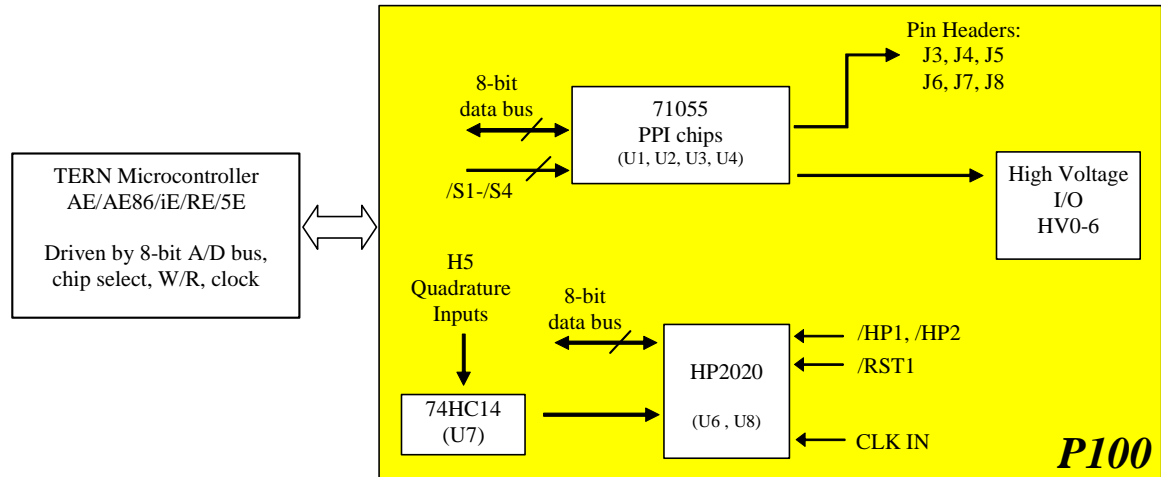 TERN Microcontroller
AE/AE86/iE/RE/5E
Driven by 8-bit A/D bus,
chip select, W/R, clock
8-bit
data bus
/S1-/S4
71055
PPI chips
(U1, U2, U3, U4)
Pin Headers:
J3, J4, J5
J6, J7, J8
High Voltage
I/O
HV0-6
H5
Quadrature
Inputs
74HC14
(U7)
8-bit
data bus
HP2020
(U6 , U8)
/HP1, /HP2
/RST1
CLK IN
P100